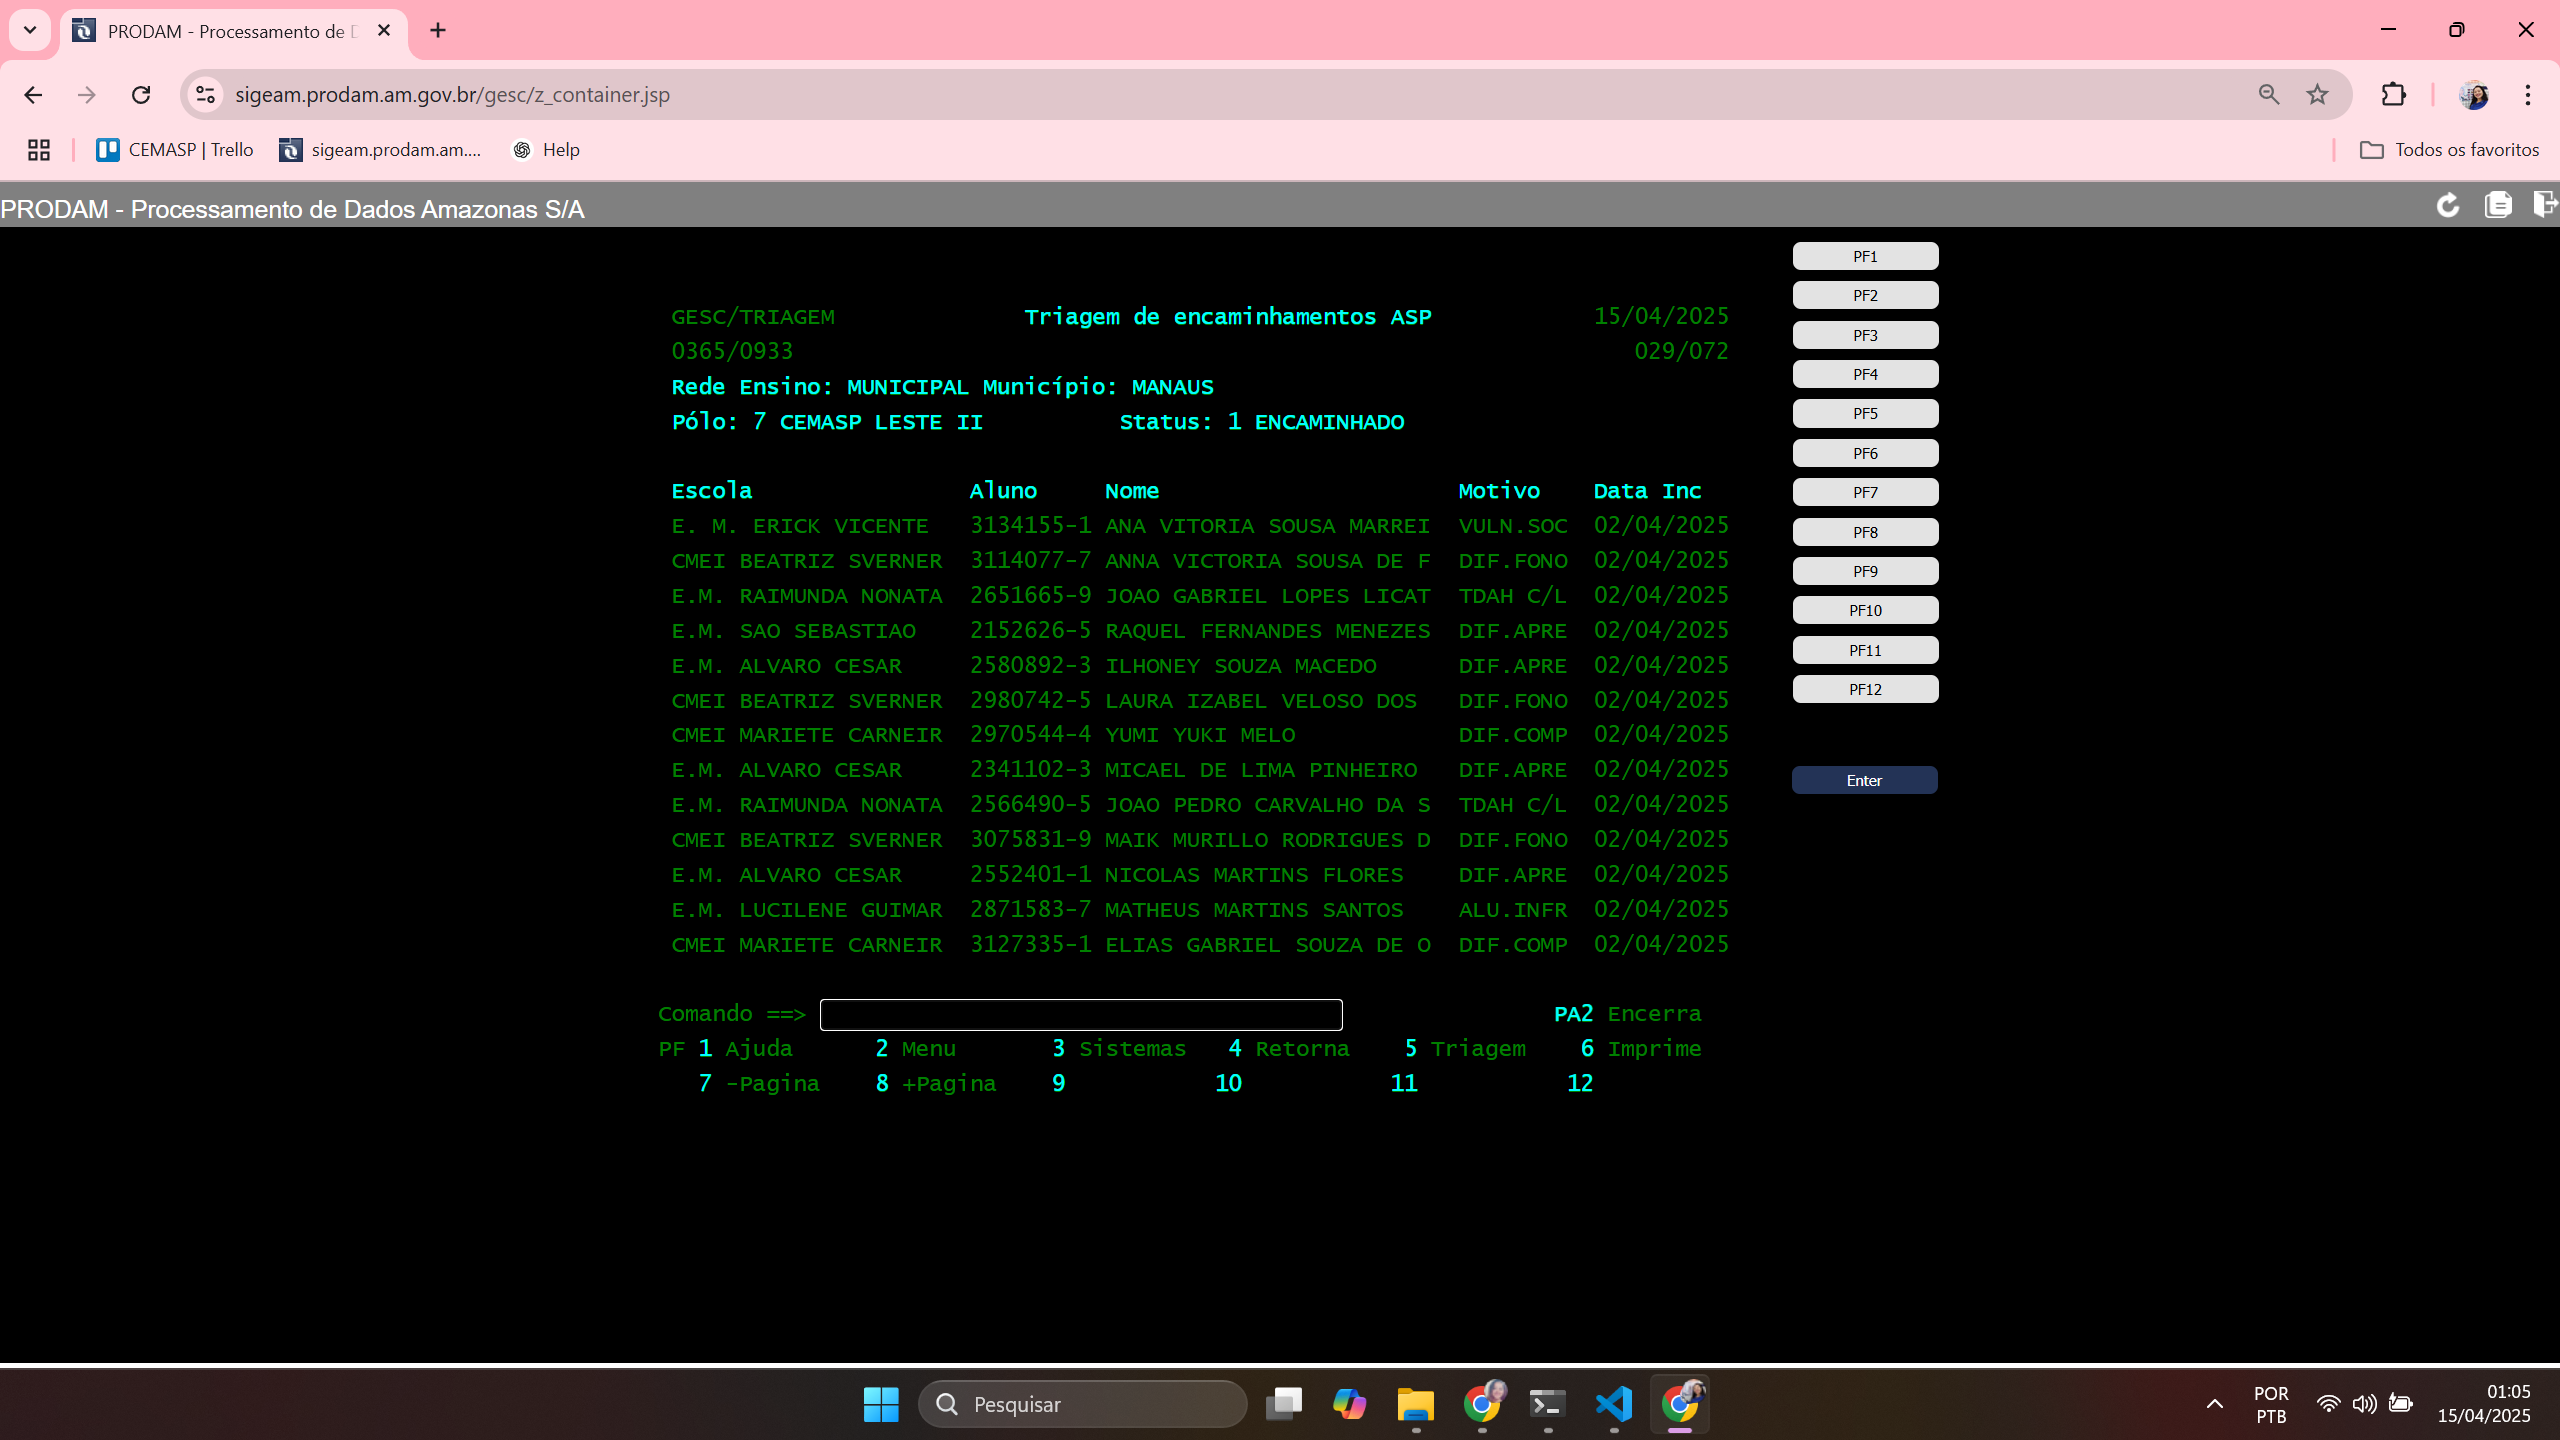 PRODAM - Processamento de D
sigeam.prodam.am.gov.br/gesc/z_container.jsp
CEMASP | Trello
sigeam.prodam.am....
Help
Todos os favoritos
PRODAM - Processamento de Dados Amazonas S/A
GESC/TRIAGEM Triagem de encaminhamentos ASP 15/04/2025
0365/0933 029/072
Rede Ensino: MUNICIPAL Município: MANAUS
Pólo: 7 CEMASP LESTE II Status: 1 ENCAMINHADO
Escola Aluno Nome Motivo Data Inc
E. M. ERICK VICENTE 3134155-1 ANA VITORIA SOUSA MARREI VULN.SOC 02/04/2025
CMEI BEATRIZ SVERNER 3114077-7 ANNA VICTORIA SOUSA DE F DIF.FONO 02/04/2025
E.M. RAIMUNDA NONATA 2651665-9 JOAO GABRIEL LOPES LICAT TDAH C/L 02/04/2025
E.M. SAO SEBASTIAO 2152626-5 RAQUEL FERNANDES MENEZES DIF.APRE 02/04/2025
E.M. ALVARO CESAR 2580892-3 ILHONEY SOUZA MACEDO DIF.APRE 02/04/2025
CMEI BEATRIZ SVERNER 2980742-5 LAURA IZABEL VELOSO DOS DIF.FONO 02/04/2025
CMEI MARIETE CARNEIR 2970544-4 YUMI YUKI MELO DIF.COMP 02/04/2025
E.M. ALVARO CESAR 2341102-3 MICAEL DE LIMA PINHEIRO DIF.APRE 02/04/2025
E.M. RAIMUNDA NONATA 2566490-5 JOAO PEDRO CARVALHO DA S TDAH C/L 02/04/2025
CMEI BEATRIZ SVERNER 3075831-9 MAIK MURILLO RODRIGUES D DIF.FONO 02/04/2025
E.M. ALVARO CESAR 2552401-1 NICOLAS MARTINS FLORES DIF.APRE 02/04/2025
E.M. LUCILENE GUIMAR 2871583-7 MATHEUS MARTINS SANTOS ALU.INFR 02/04/2025
CMEI MARIETE CARNEIR 3127335-1 ELIAS GABRIEL SOUZA DE O DIF.COMP 02/04/2025
Comando ==> PA2 Encerra
PF 1 Ajuda 2 Menu 3 Sistemas 4 Retorna 5 Triagem 6 Imprime
7 -Pagina 8 +Pagina 9 10 11 12
PF1
PF2
PF3
PF4
PF5
PF6
PF7
PF8
PF9
PF10
PF11
PF12
Enter
Pesquisar
POR
PTB
01:05
15/04/2025